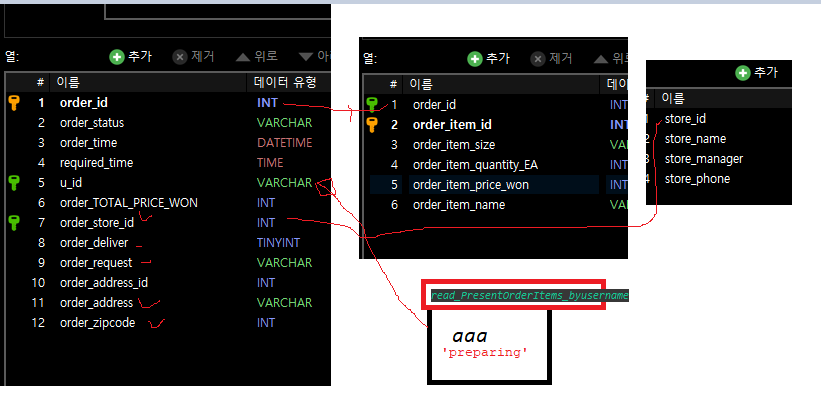 열:
추가
제거
위로
# 이름 데이터 유형
1 order_id INT
2 order_status VARCHAR
3 order_time DATETIME
4 required_time TIME
5 u_id VARCHAR
6 order_TOTAL_PRICE_WON INT
7 order_store_id INT
8 order_deliver TINYINT
9 order_request VARCHAR
10 order_address_id INT
11 order_address VARCHAR
12 order_zipcode INT
열:
추가
제거
위로
# 이름
1 order_id INT
2 order_item_id INT
3 order_item_size VA
4 order_item_quantity_EA INT
5 order_item_price_won INT
6 order_item_name VA
추가
# 이름
1 store_id
2 store_name
3 store_manager
4 store_phone
read_PresentOrderItems_byusername
aaa
'preparing'